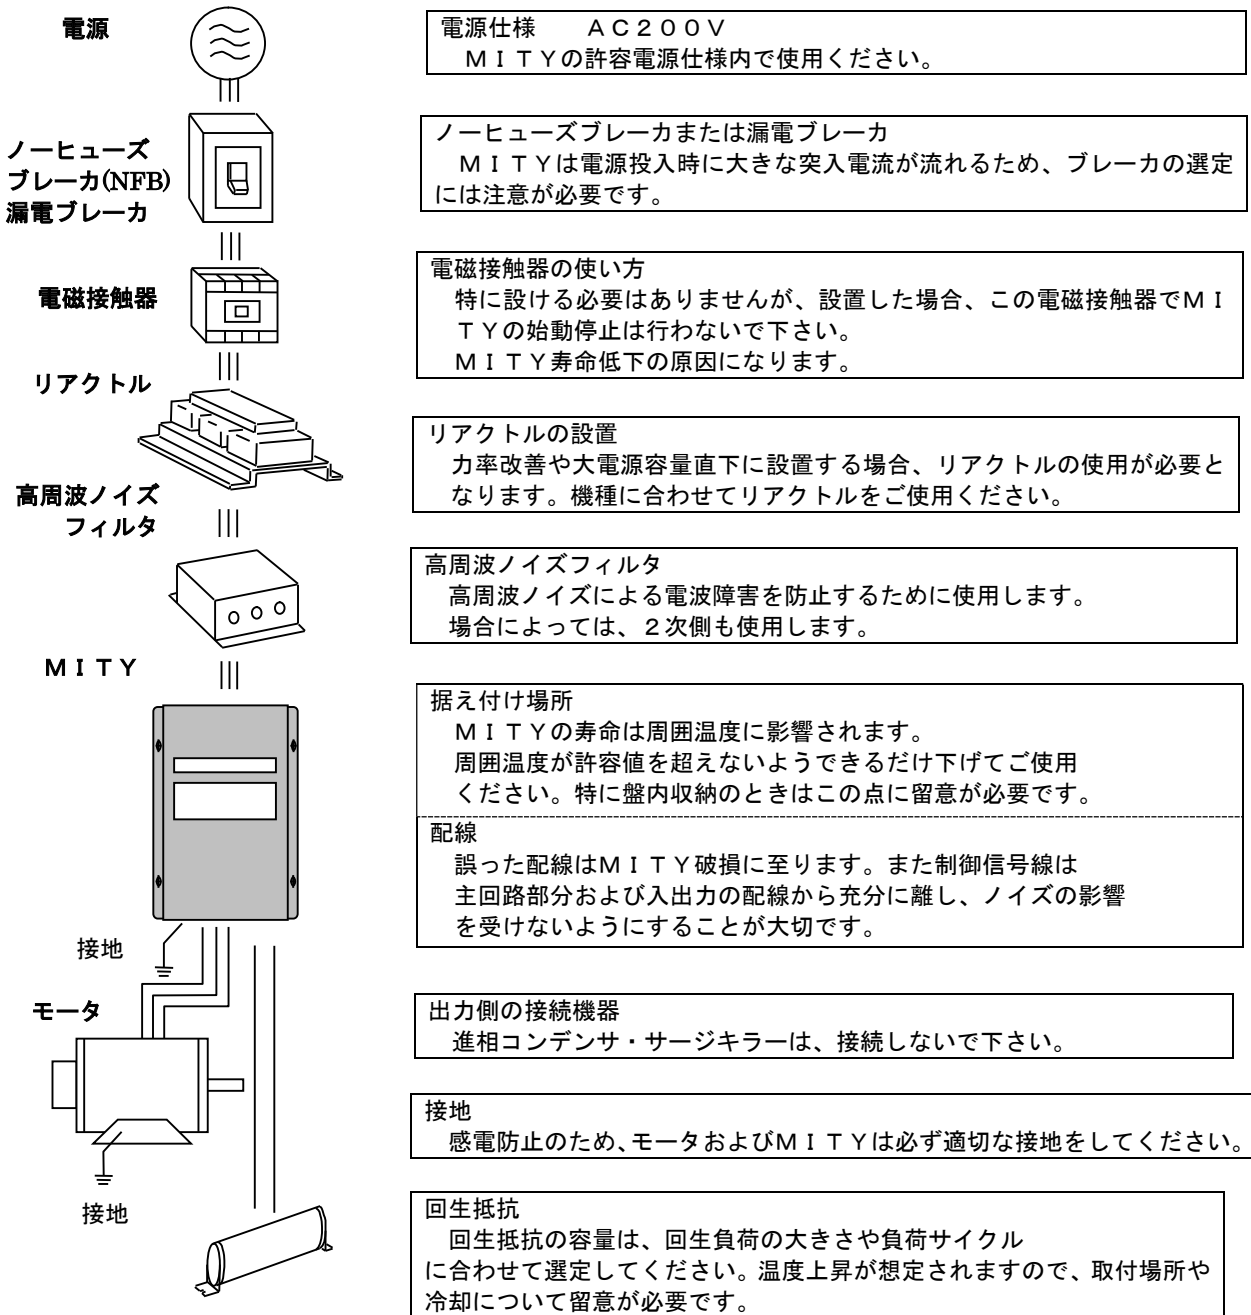 電源
電源仕様　　ＡＣ２００Ｖ
ＭＩＴＹの許容電源仕様内で使用ください。
ノーヒューズ
ブレーカ(NFB)
漏電ブレーカ
ノーヒューズブレーカまたは漏電ブレーカ
ＭＩＴＹは電源投入時に大きな突入電流が流れるため、ブレーカの選定
には注意が必要です。
電磁接触器
電磁接触器の使い方
特に設ける必要はありませんが、設置した場合、この電磁接触器でＭＩ
ＴＹの始動停止は行わないで下さい。
ＭＩＴＹ寿命低下の原因になります。
リアクトル
リアクトルの設置
力率改善や大電源容量直下に設置する場合、リアクトルの使用が必要と
なります。機種に合わせてリアクトルをご使用ください。
高周波ノイズ
フィルタ
高周波ノイズフィルタ
高周波ノイズによる電波障害を防止するために使用します。
場合によっては、２次側も使用します。
ＭＩＴＹ
据え付け場所
ＭＩＴＹの寿命は周囲温度に影響されます。
周囲温度が許容値を超えないようできるだけ下げてご使用
ください。特に盤内収納のときはこの点に留意が必要です。
配線
誤った配線はＭＩＴＹ破損に至ります。また制御信号線は
主回路部分および入出力の配線から充分に離し、ノイズの影響
を受けないようにすることが大切です。
接地
モータ
出力側の接続機器
進相コンデンサ・サージキラーは、接続しないで下さい。
接地
感電防止のため、モータおよびＭＩＴＹは必ず適切な接地をしてください。
接地
回生抵抗
回生抵抗の容量は、回生負荷の大きさや負荷サイクル
に合わせて選定してください。温度上昇が想定されますので、取付場所や
冷却について留意が必要です。